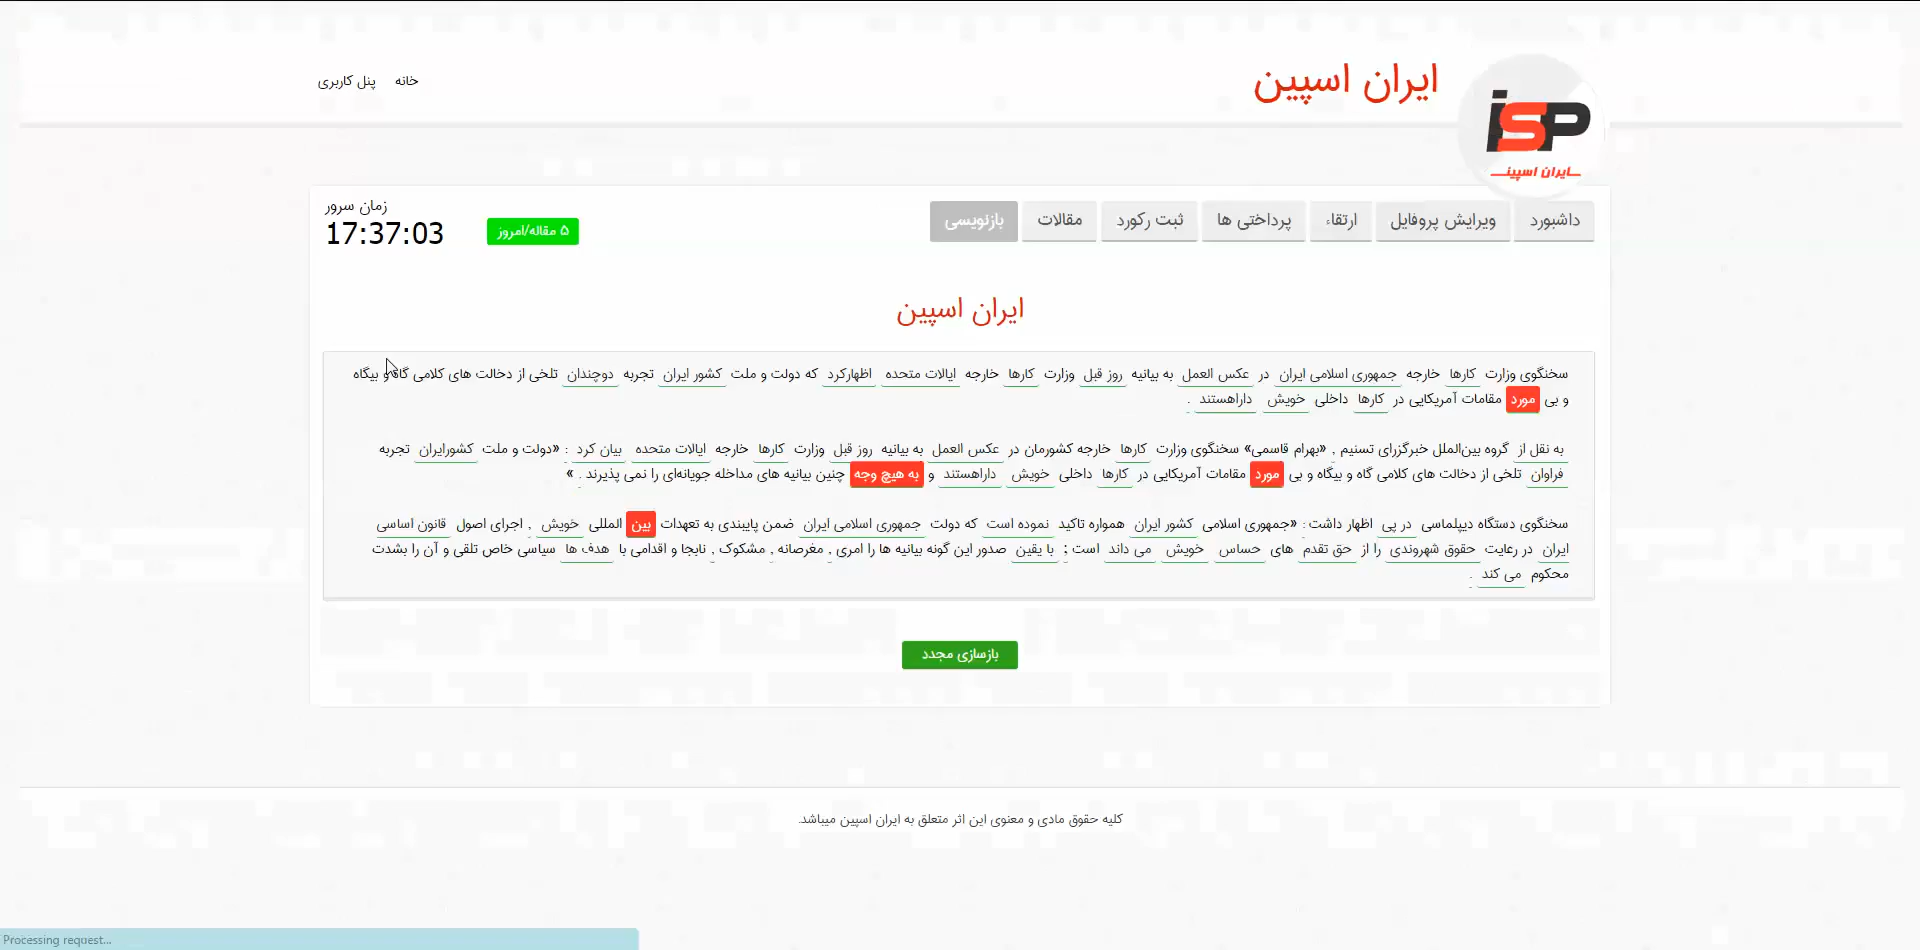 ایران اسپین
خانه
پنل کاربری
iSP
ایران اسپین
داشبورد
ویرایش پروفایل
ارتقاء
پرداختی ها
ثبت رکورد
مقالات
بازنویسی
۵ مقاله/امروز
زمان سرور
17:37:03
ایران اسپین
سخنگوی وزارت کارها خارجه جمهوری اسلامی ایران در عکس العمل به بیانیه روز قبل وزارت کارها خارجه ایالات متحده اظهارکرد که دولت و ملت کشور ایران تجربه دوچندان تلخی از دخالت های کلامی گاه و بیگاه
و بی مورد مقامات آمریکایی در کارها داخلی خویش داراهستند .
به نقل از گروه بین‌الملل خبرگزاری تسنیم , «بهرام قاسمی» سخنگوی وزارت کارها خارجه کشورمان در عکس العمل به بیانیه روز قبل وزارت کارها خارجه ایالات متحده بیان کرد : «دولت و ملت کشورایران تجربه
فراوان تلخی از دخالت های کلامی گاه و بیگاه و بی مورد مقامات آمریکایی در کارها داخلی خویش داراهستند و به هیچ وجه چنین بیانیه های مداخله جویانه‌ای را نمی پذیرند . »
سخنگوی دستگاه دیپلماسی در پی اظهار داشت : «جمهوری اسلامی کشور ایران همواره تاکید نموده است که دولت جمهوری اسلامی ایران ضمن پایبندی به تعهدات بین المللی خویش , اجرای اصول قانون اساسی
ایران در رعایت حقوق شهروندی را از حق تقدم های حساس خویش می داند است ; با یقین صدور این گونه بیانیه ها را امری , مغرضانه , مشکوک , نابجا و اقدامی با هدف ها سیاسی خاص تلقی و آن را بشدت
محکوم می کند .
بازسازی مجدد
کلیه حقوق مادی و معنوی این اثر متعلق به ایران اسپین میباشد.
Processing request...